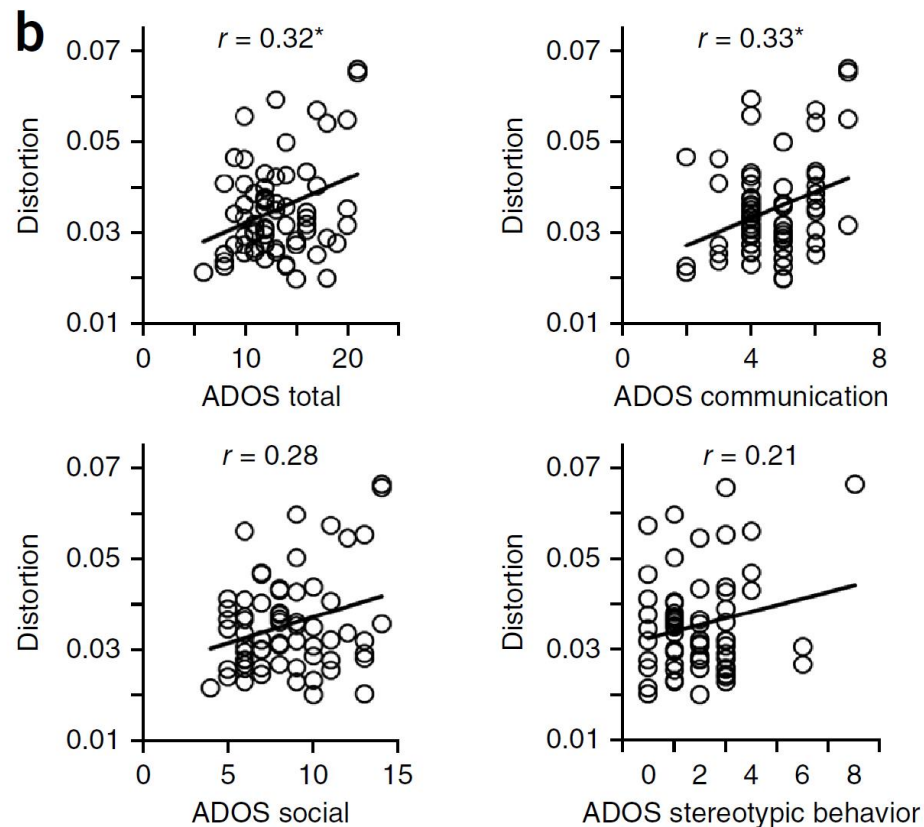 b
r = 0.32*
0.07
0.05
0.03
0.01
Distortion
0 10 20
ADOS total
r = 0.33*
0.07
0.05
0.03
0.01
Distortion
0 4 8
ADOS communication
r = 0.28
0.07
0.05
0.03
0.01
Distortion
0 5 10 15
ADOS social
r = 0.21
0.07
0.05
0.03
0.01
Distortion
0 2 4 6 8
ADOS stereotypic behavior